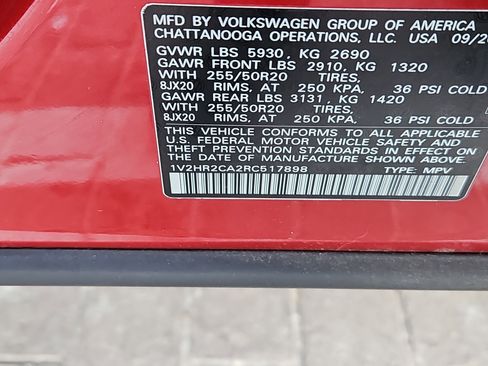 MFD BY VOLKSWAGEN GROUP OF AMERICA
CHATTANOOGA OPERATIONS, LLC. USA 09/20
GVWR LBS 5930, KG 2690
GAWR FRONT LBS 2910, KG 1320
WITH 255/50R20 TIRES,
8JX20 RIMS, AT 250 KPA, 36 PSI COLD
GAWR REAR LBS 3131, KG 1420
WITH 255/50R20 TIRES,
8JX20 RIMS, AT 250 KPA, 36 PSI COLD
THIS VEHICLE CONFORMS TO ALL APPLICABLE
U.S. FEDERAL MOTOR VEHICLE SAFETY AND
THEFT PREVENTION STANDARDS IN EFFECT ON
THE DATE OF MANUFACTURE SHOWN ABOVE.
1V2HR2CA2RC517898 TYPE: MPV